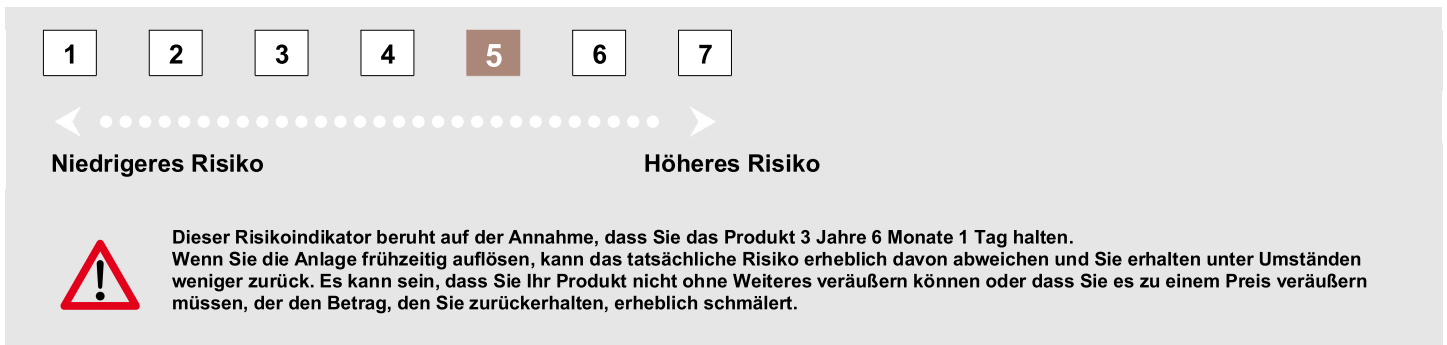 1 2 3 4 5 6 7
Niedrigeres Risiko Höheres Risiko
Dieser Risikoindikator beruht auf der Annahme, dass Sie das Produkt 3 Jahre 6 Monate 1 Tag halten.
Wenn Sie die Anlage frühzeitig auflösen, kann das tatsächliche Risiko erheblich davon abweichen und Sie erhalten unter Umständen
weniger zurück. Es kann sein, dass Sie Ihr Produkt nicht ohne Weiteres veräußern können oder dass Sie es zu einem Preis veräußern
müssen, der den Betrag, den Sie zurückerhalten, erheblich schmälert.